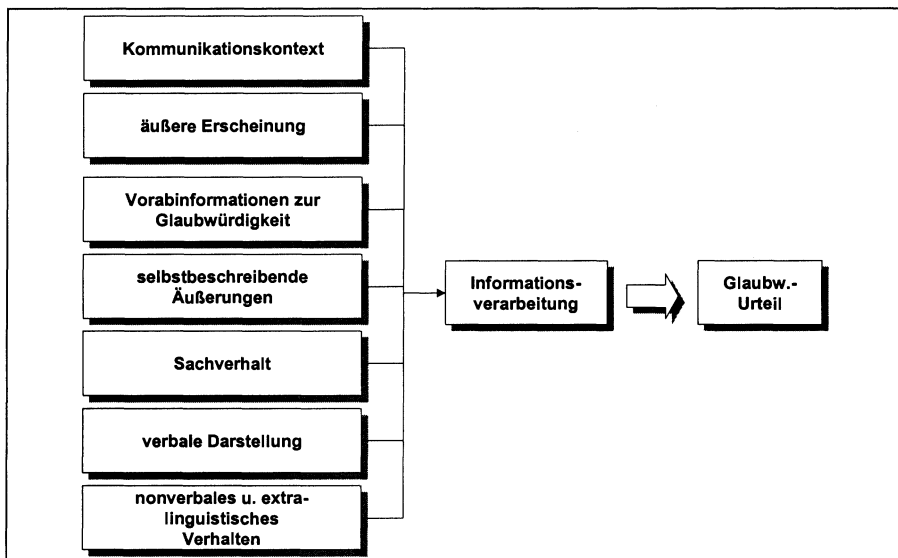 Kommunikationskontext
äußere Erscheinung
Vorabinformationen zur
Glaubwürdigkeit
selbstbeschreibende
Äußerungen
Sachverhalt
verbale Darstellung
nonverbales u. extra-
linguistisches
Verhalten
Informations-
verarbeitung
Glaubw.-
Urteil